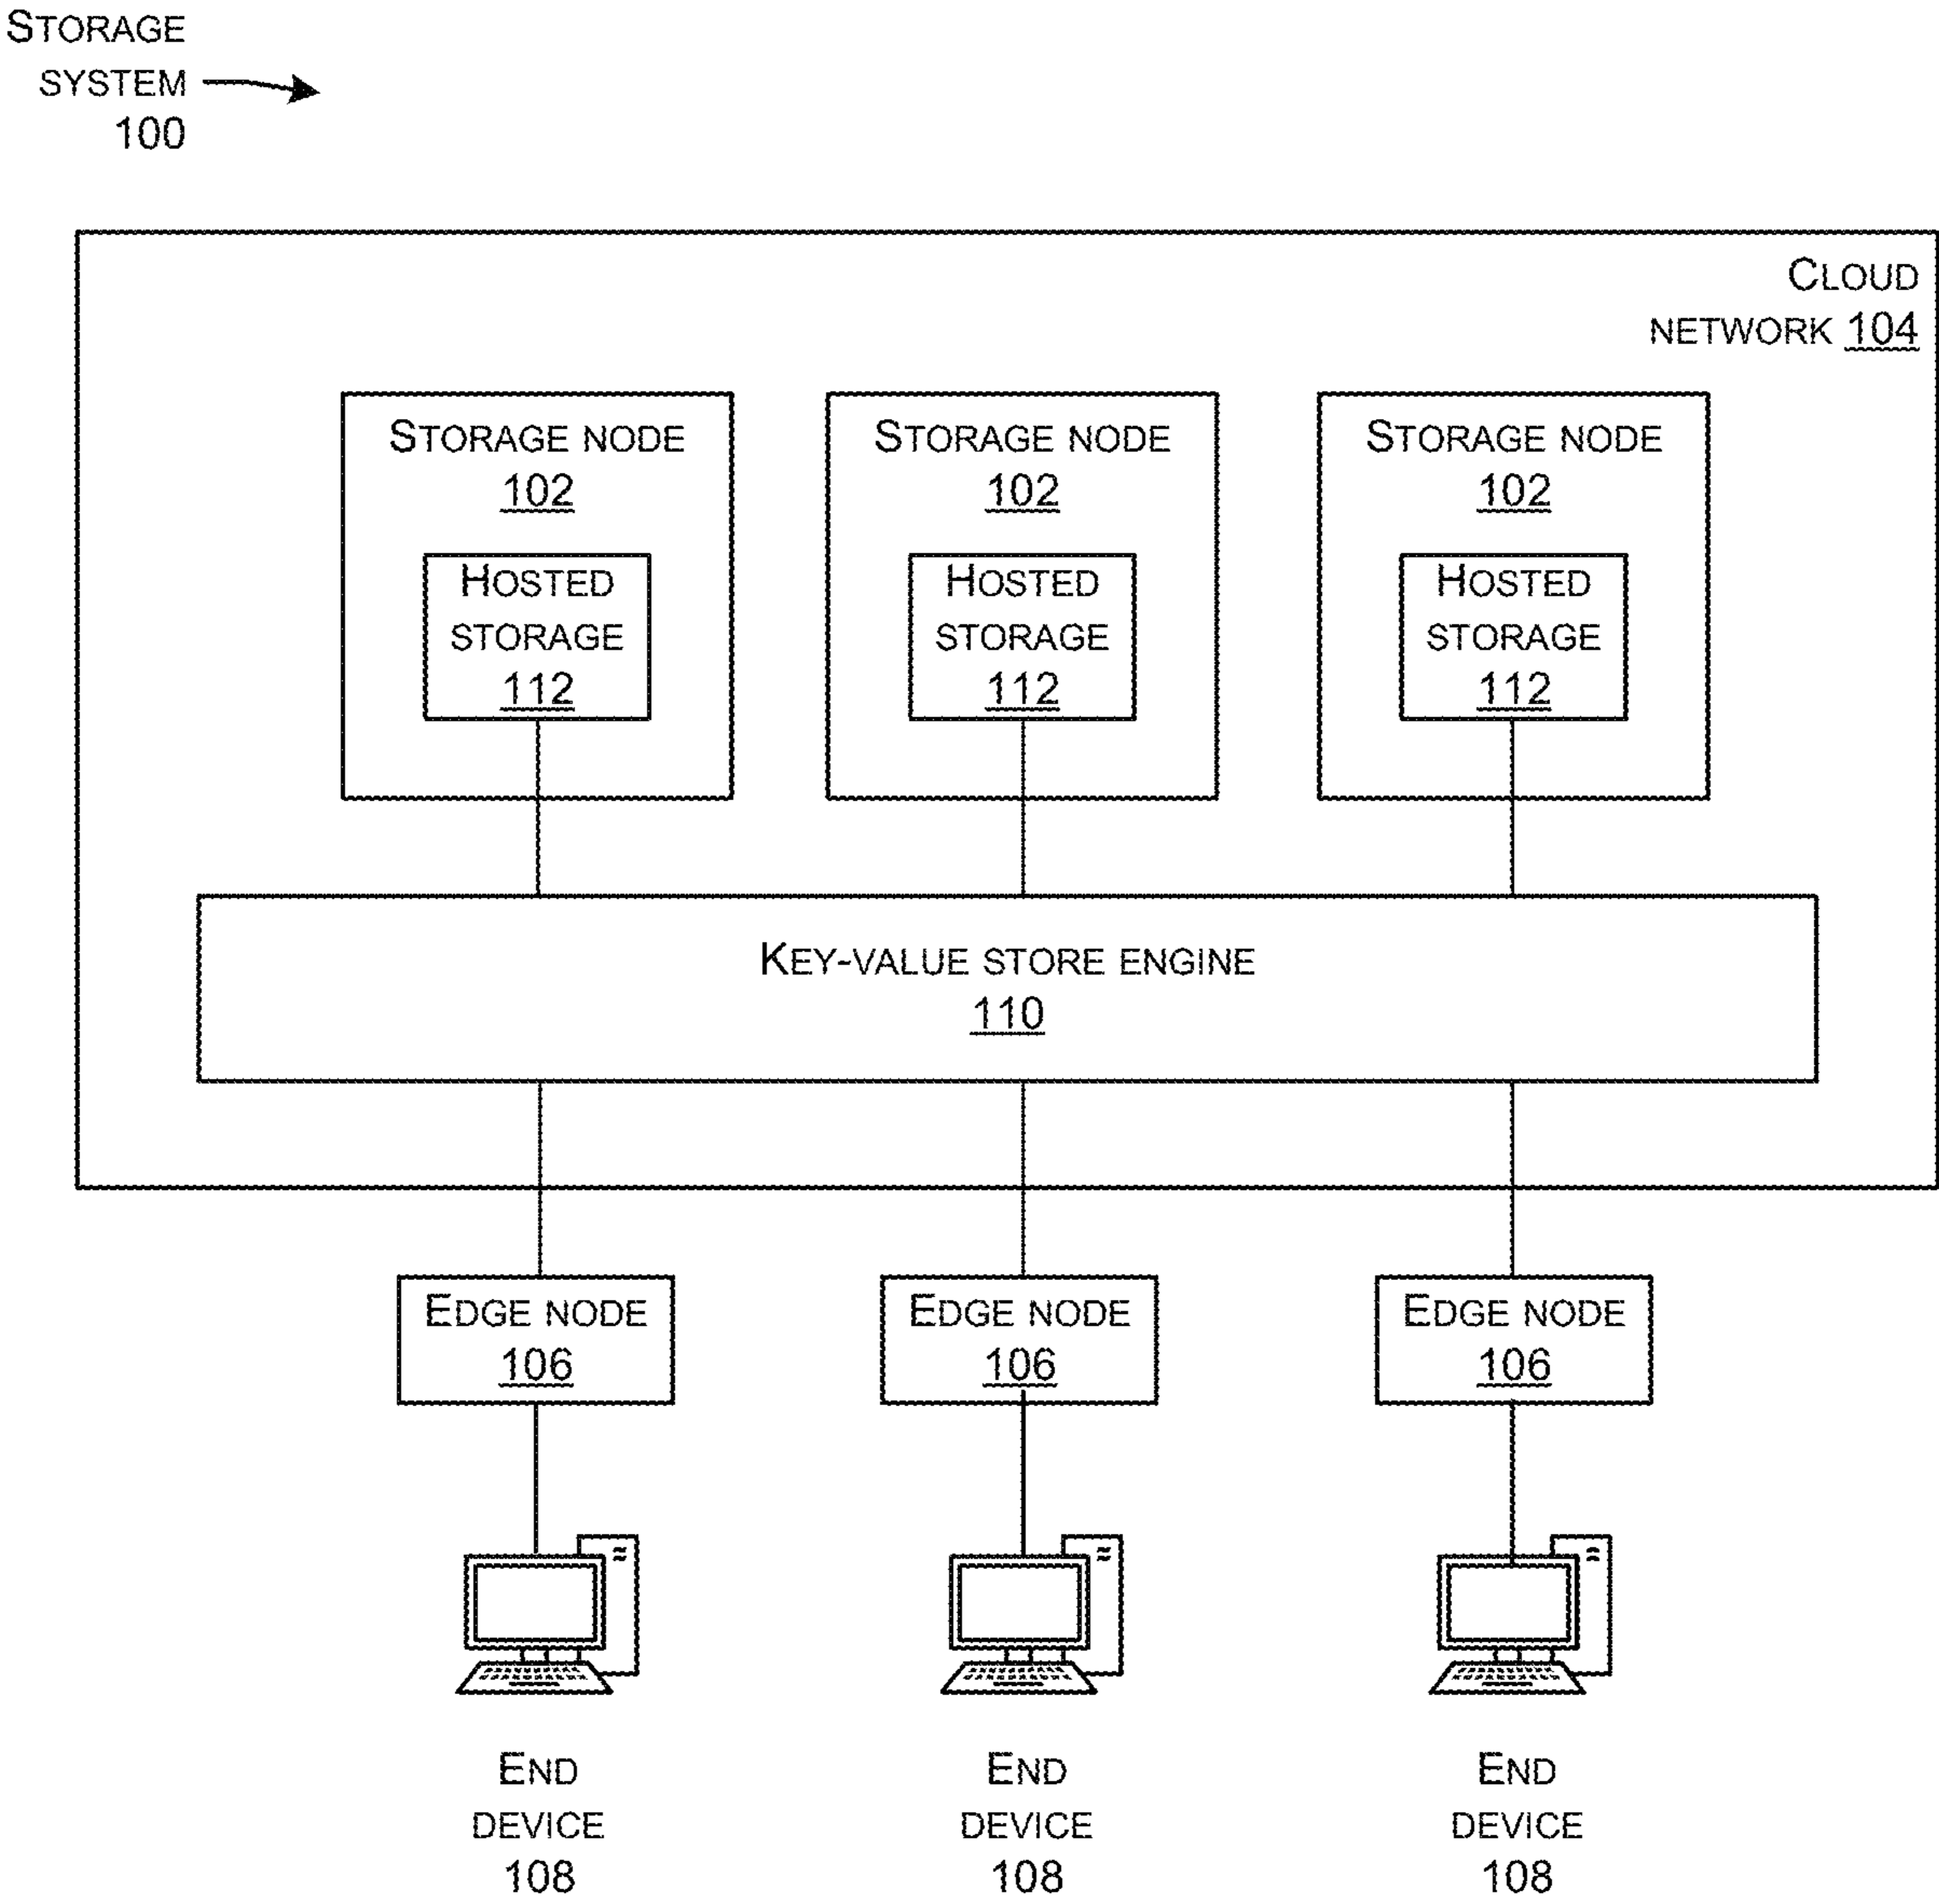 STORAGE
SYSTEM
100
CLOUD
NETWORK 104
STORAGE NODE
102
HOSTED
STORAGE
112
STORAGE NODE
102
HOSTED
STORAGE
112
STORAGE NODE
102
HOSTED
STORAGE
112
KEY-VALUE STORE ENGINE
110
EDGE NODE
106
EDGE NODE
106
EDGE NODE
106
END
DEVICE
108
END
DEVICE
108
END
DEVICE
108